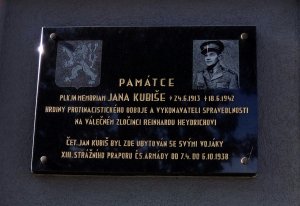 PAMÁTCE
PLK.IN MEMORIAM JANA KUBIŠE *24.6.1913 †18.6.1942
HRDINY PROTINACISTICKÉHO ODBOJE A VYKONAVATELI SPRAVEDLNOSTI
NA VÁLEČNÉM ZLOČINCI REINHARDU HEYDRICHOVI
ČET. JAN KUBIŠ BYL ZDE UBYTOVÁN SE SVÝMI VOJÁKY
XIII. STRÁŽNÍHO PRAPORU ČS. ARMÁDY OD 7.4. DO 6.10.1938